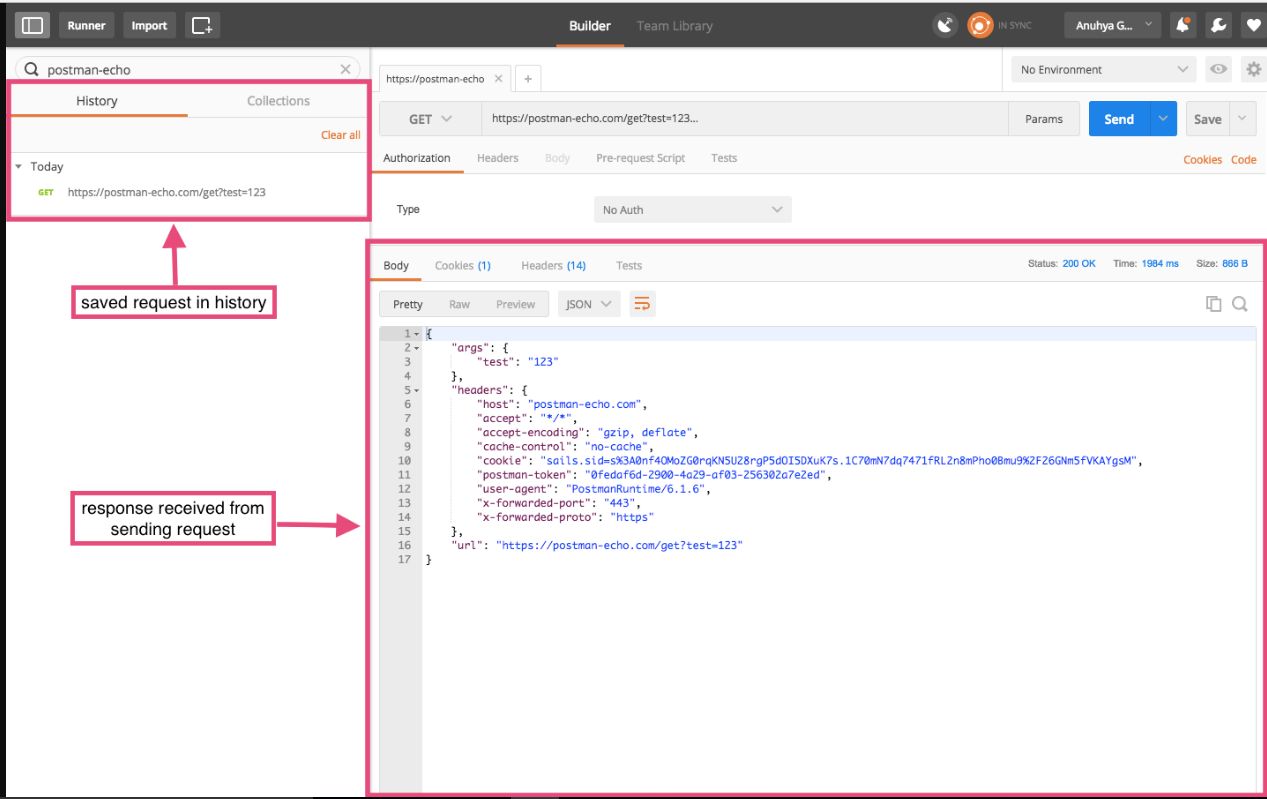 Runner Import Builder Team Library IN SYNC Anuhya G...
postman-echo
History Collections
Clear all
Today
GET https://postman-echo.com/get?test=123
saved request in history
response received from
sending request
https://postman-echo No Environment
GET https://postman-echo.com/get?test=123... Params Send Save
Authorization Headers Body Pre-request Script Tests Cookies Code
Type No Auth
Body Cookies (1) Headers (14) Tests Status: 200 OK Time: 1984 ms Size: 866 B
Pretty Raw Preview JSON
1 {
2 "args": {
3 "test": "123"
4 },
5 "headers": {
6 "host": "postman-echo.com",
7 "accept": "*/*",
8 "accept-encoding": "gzip, deflate",
9 "cache-control": "no-cache",
10 "cookie":
11 "postman-token": "0fedaf6d-2900-4a29-af03-256302a7e2ed",
12 "user-agent": "PostmanRuntime/6.1.6",
13 "x-forwarded-port": "443",
14 "x-forwarded-proto": "https"
15 },
16 "url": "https://postman-echo.com/get?test=123"
17 }